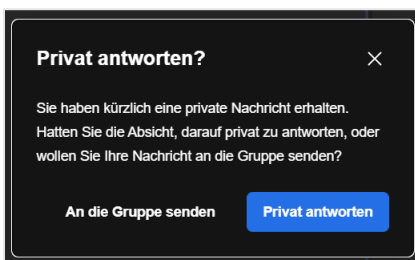 Privat antworten?
Sie haben kürzlich eine private Nachricht erhalten.
Hatten Sie die Absicht, darauf privat zu antworten, oder
wollen Sie Ihre Nachricht an die Gruppe senden?
An die Gruppe senden
Privat antworten